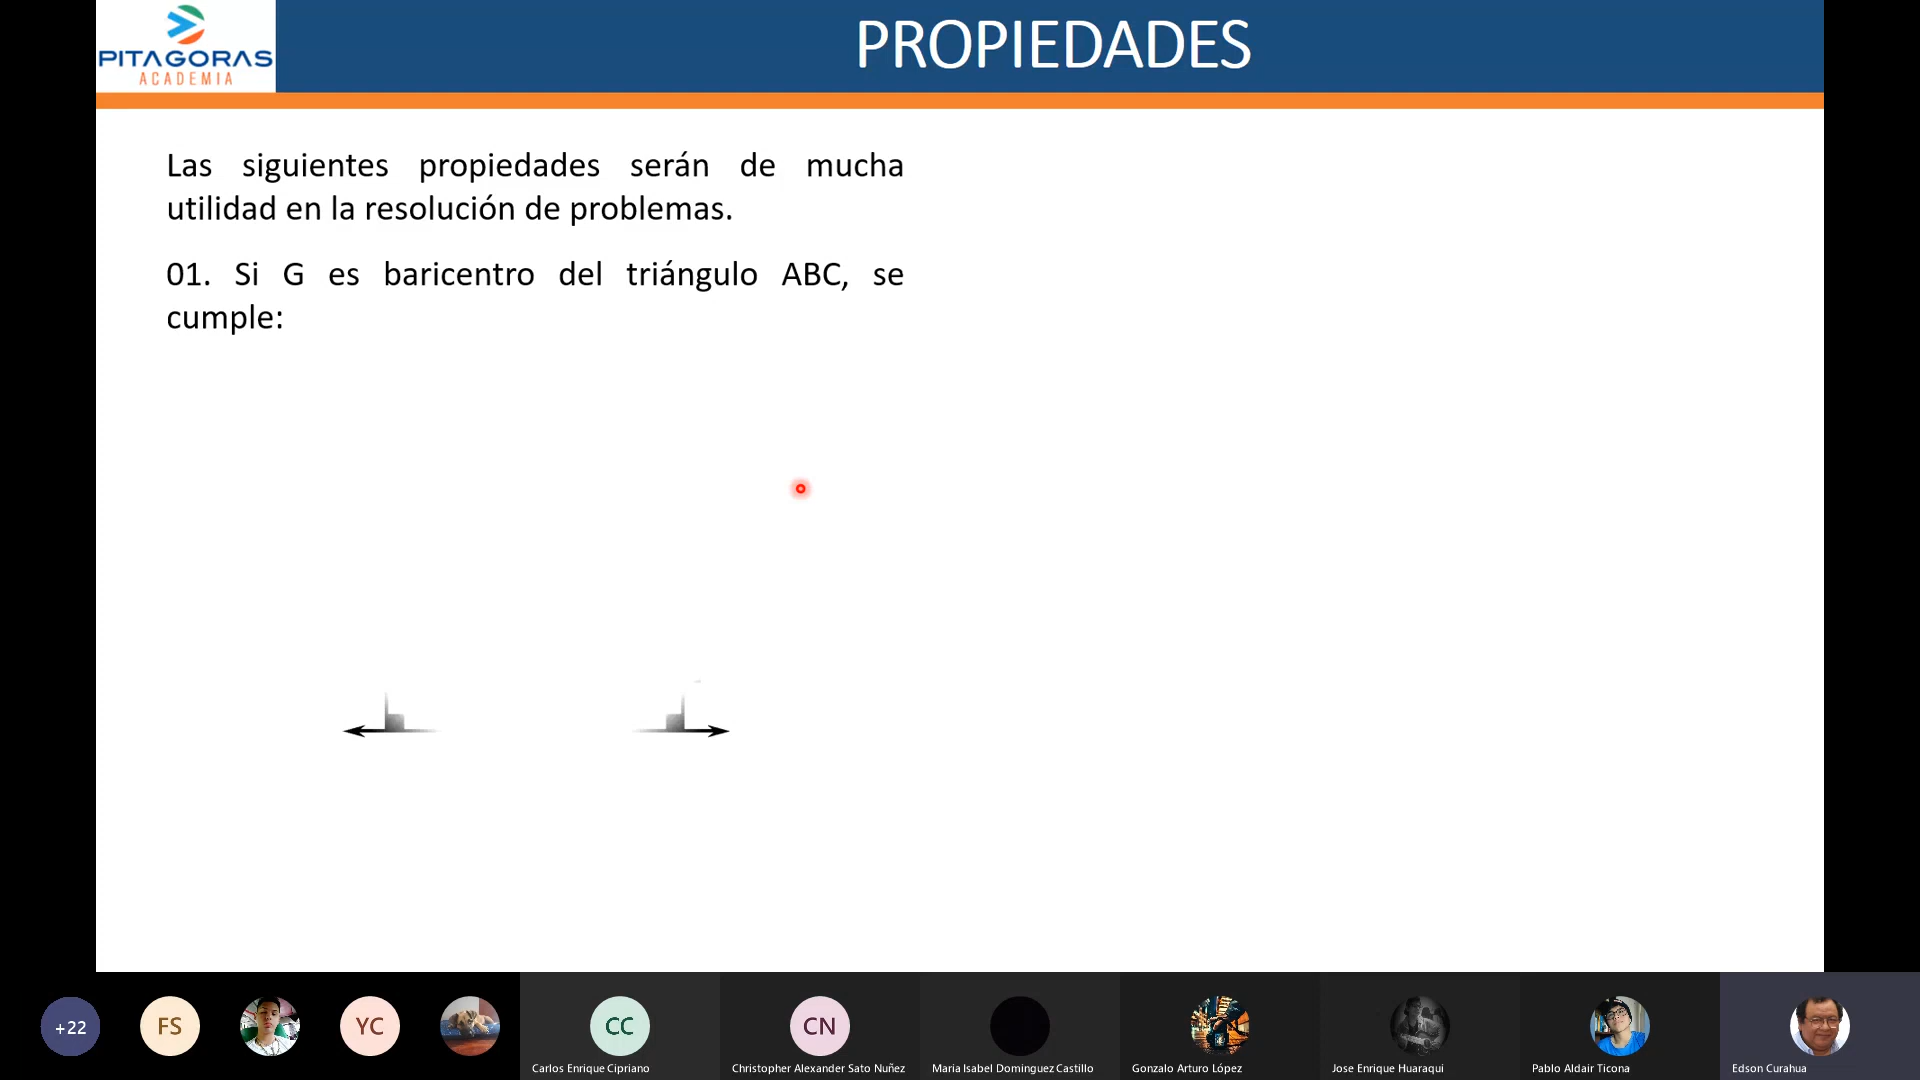 PITAGORAS
ACADEMIA
PROPIEDADES
Las siguientes propiedades serán de mucha
utilidad en la resolución de problemas.
01. Si G es baricentro del triángulo ABC, se
cumple:
+22
FS
YC
CC
CN
Carlos Enrique Cipriano
Christopher Alexander Sato Nuñez
Maria Isabel Dominguez Castillo
Gonzalo Arturo López
Jose Enrique Huaraqui
Pablo Aldair Ticona
Edson Curahua